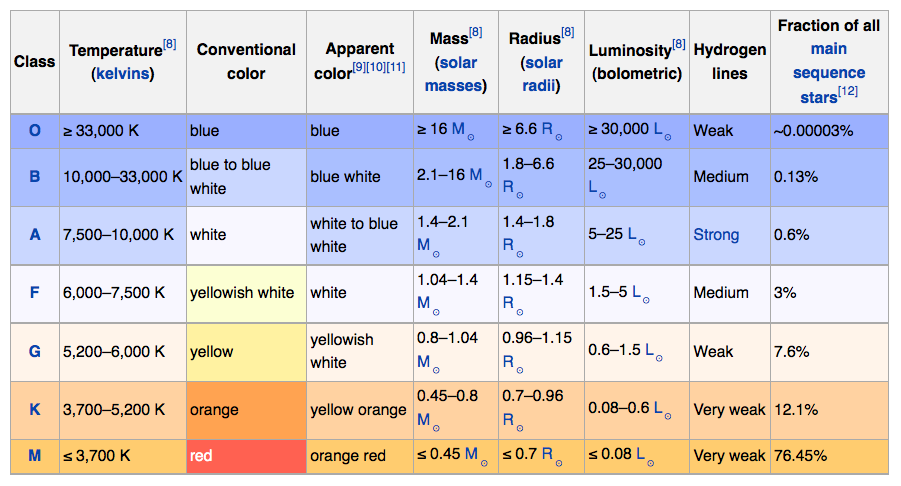 Class Temperature[8] (kelvins) Conventional color Apparent color[9][10][11] Mass[8] (solar masses) Radius[8] (solar radii) Luminosity[8] (bolometric) Hydrogen lines Fraction of all main sequence stars[12]
O ≥ 33,000 K blue blue ≥ 16 M☉ ≥ 6.6 R☉ ≥ 30,000 L☉ Weak ~0.00003%
B 10,000–33,000 K blue to blue white blue white 2.1–16 M☉ 1.8–6.6 R☉ 25–30,000 L☉ Medium 0.13%
A 7,500–10,000 K white white to blue white 1.4–2.1 M☉ 1.4–1.8 R☉ 5–25 L☉ Strong 0.6%
F 6,000–7,500 K yellowish white white 1.04–1.4 M☉ 1.15–1.4 R☉ 1.5–5 L☉ Medium 3%
G 5,200–6,000 K yellow yellowish white 0.8–1.04 M☉ 0.96–1.15 R☉ 0.6–1.5 L☉ Weak 7.6%
K 3,700–5,200 K orange yellow orange 0.45–0.8 M☉ 0.7–0.96 R☉ 0.08–0.6 L☉ Very weak 12.1%
M ≤ 3,700 K red orange red ≤ 0.45 M☉ ≤ 0.7 R☉ ≤ 0.08 L☉ Very weak 76.45%